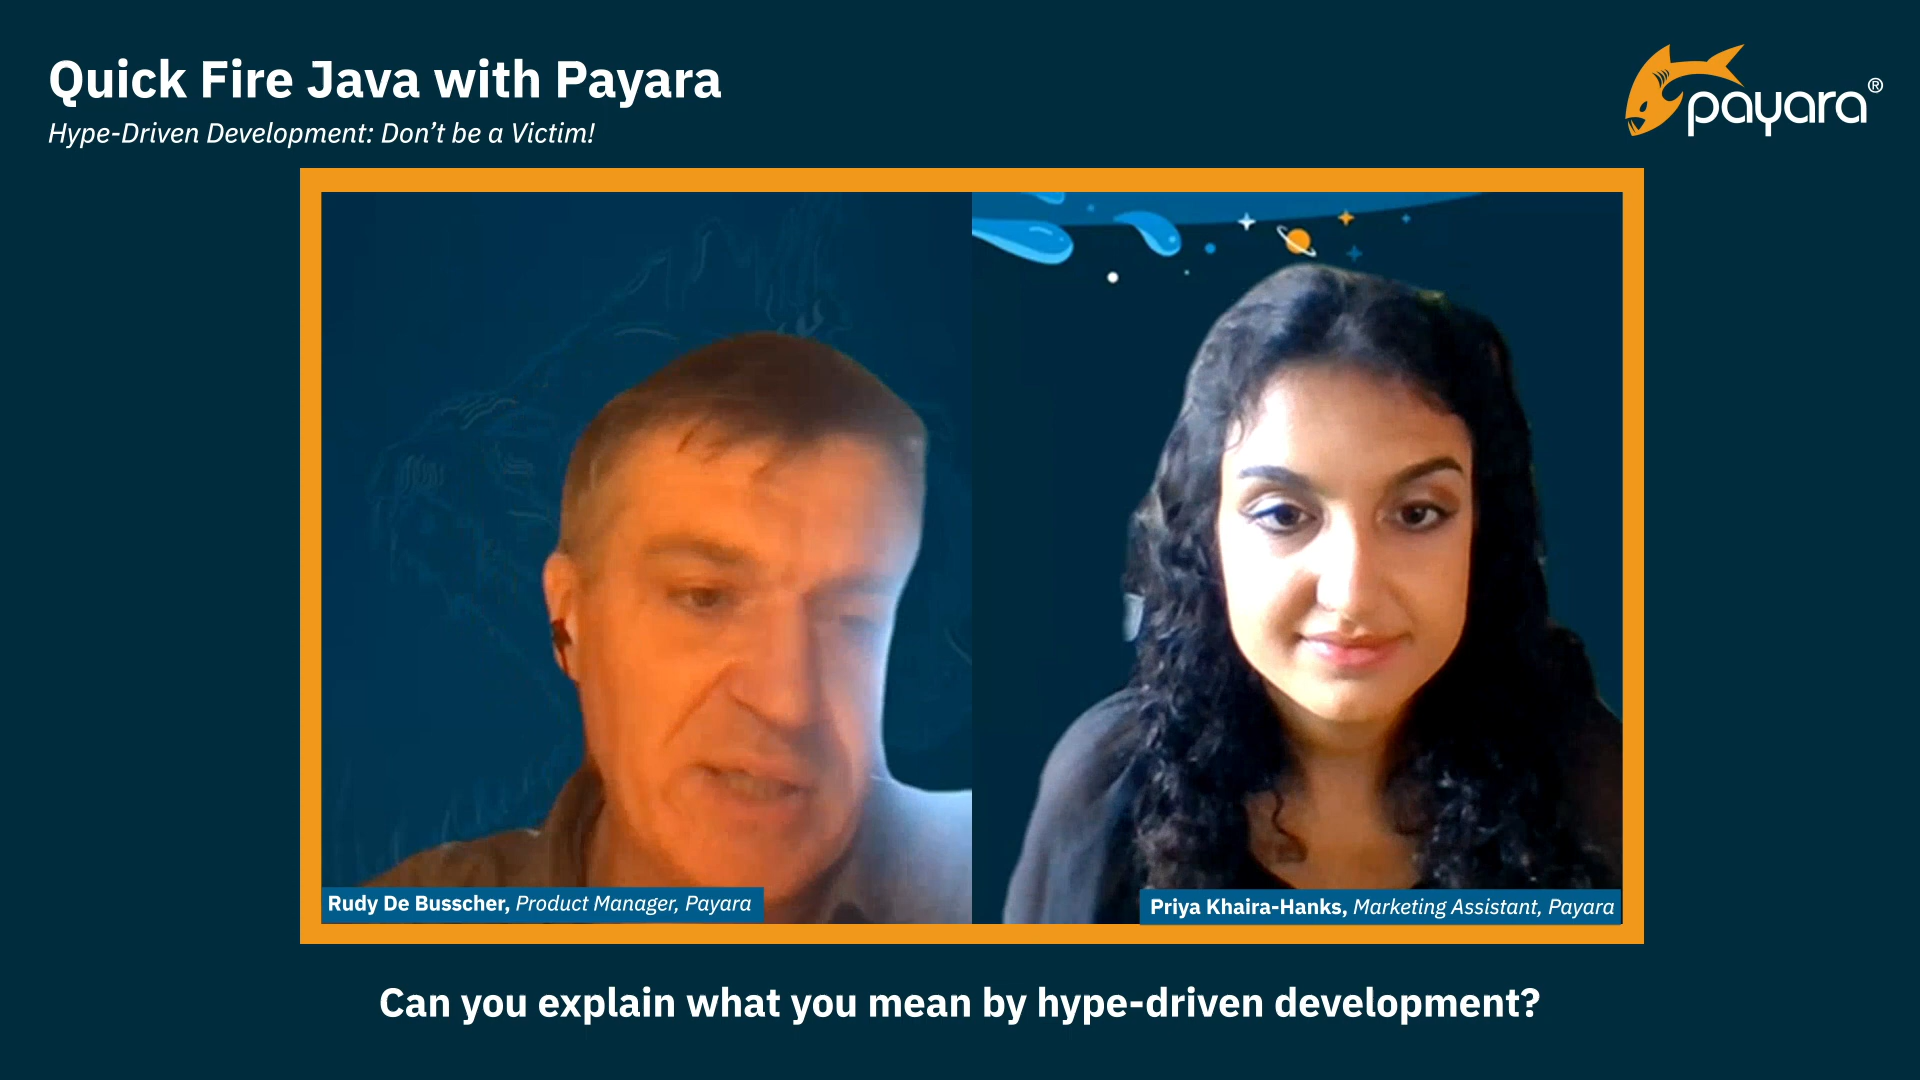 Quick Fire Java with Payara
Hype-Driven Development: Don't be a Victim!
payara®
Rudy De Busscher, Product Manager, Payara
Priya Khaira-Hanks, Marketing Assistant, Payara
Can you explain what you mean by hype-driven development?